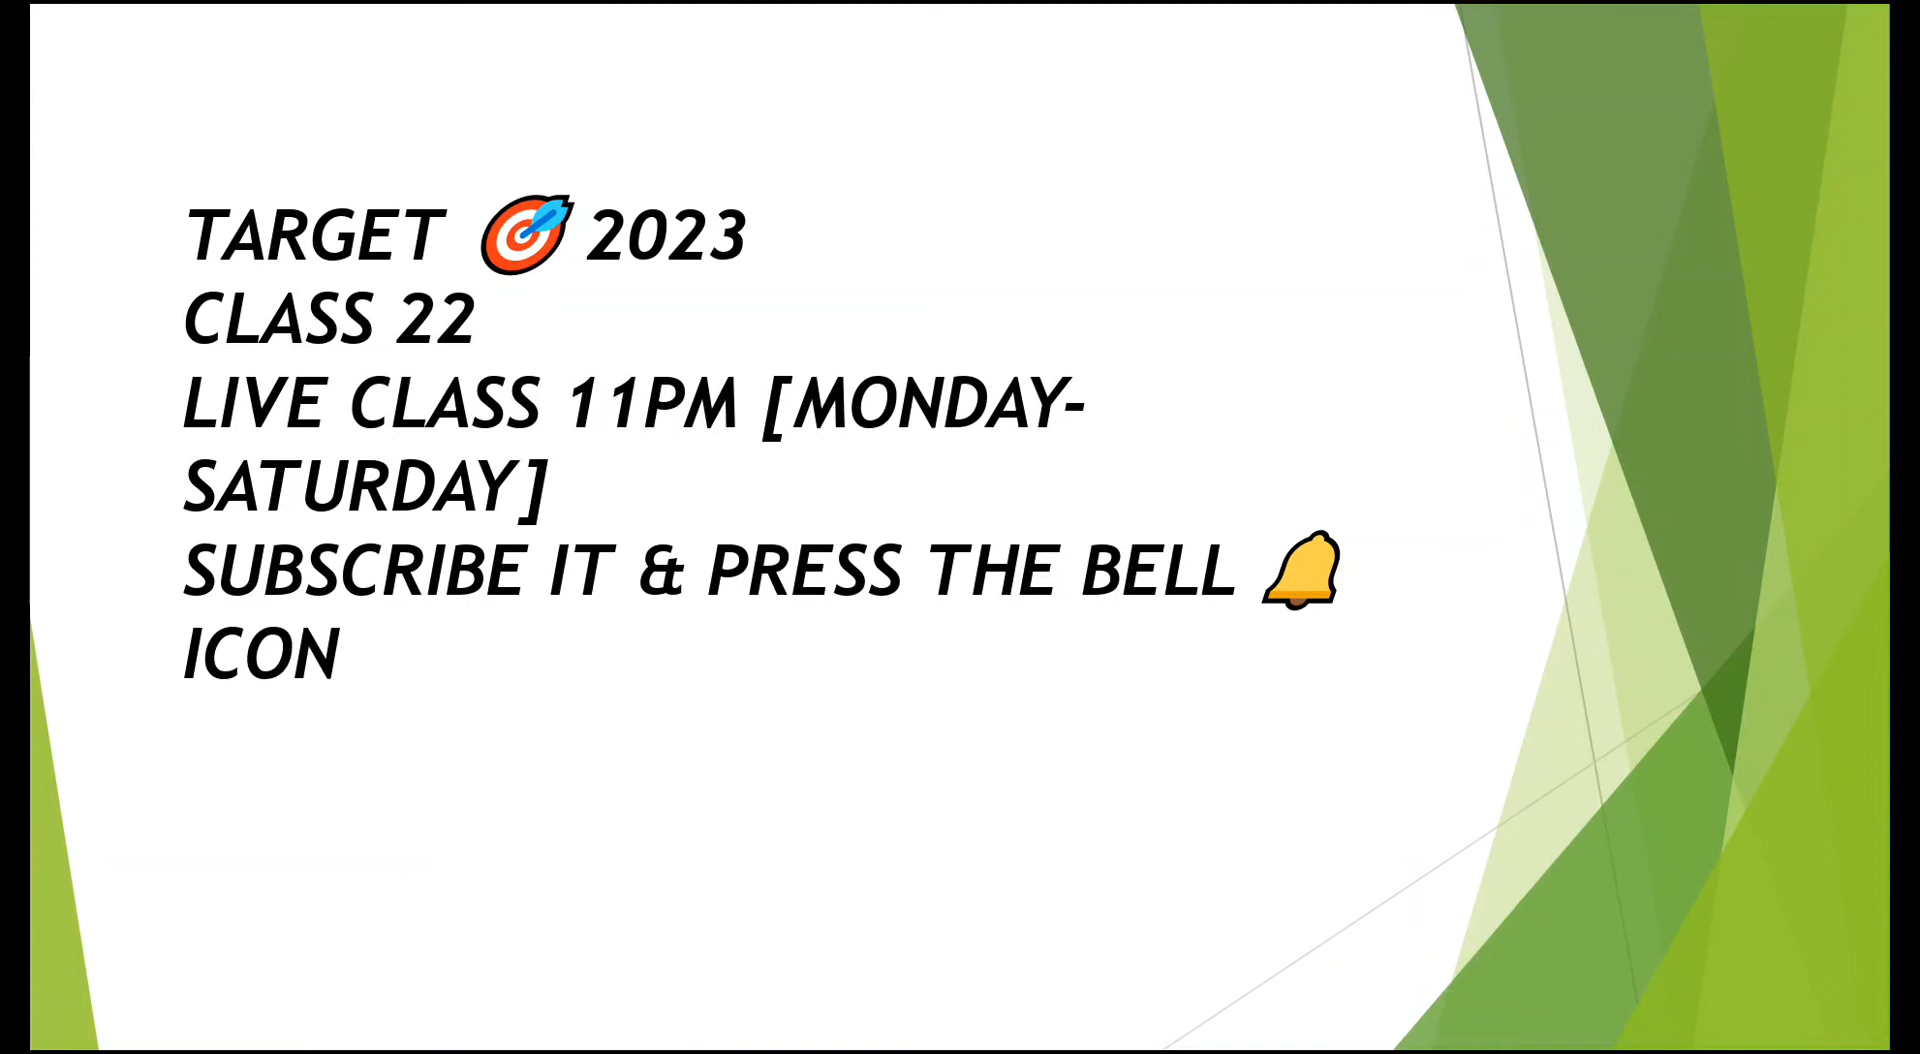 TARGET 🎯 2023
CLASS 22
LIVE CLASS 11PM [MONDAY-
SATURDAY]
SUBSCRIBE IT & PRESS THE BELL 🔔
ICON